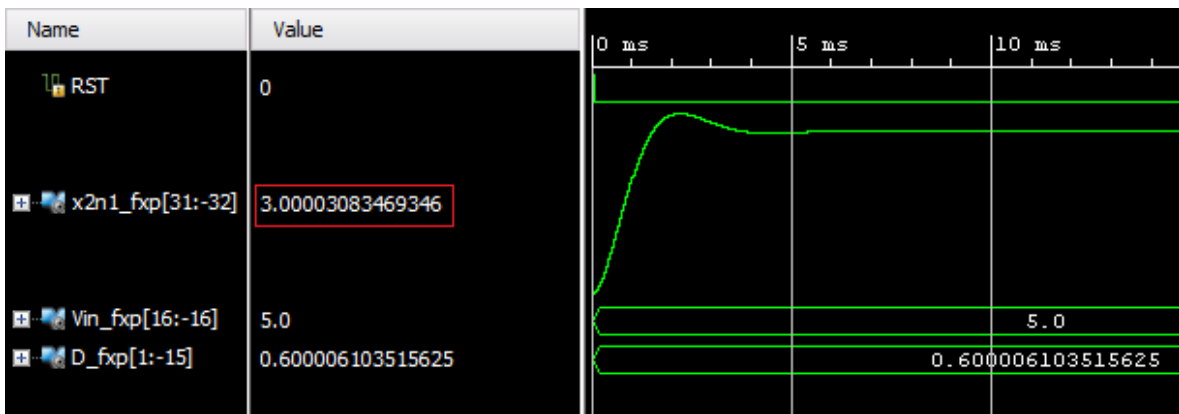 Name Value
0 ms 5 ms 10 ms
RST 0
x2n1_fxp[31:-32] 3.00003083469346
Vin_fxp[16:-16] 5.0 5.0
D_fxp[1:-15] 0.600006103515625 0.600006103515625